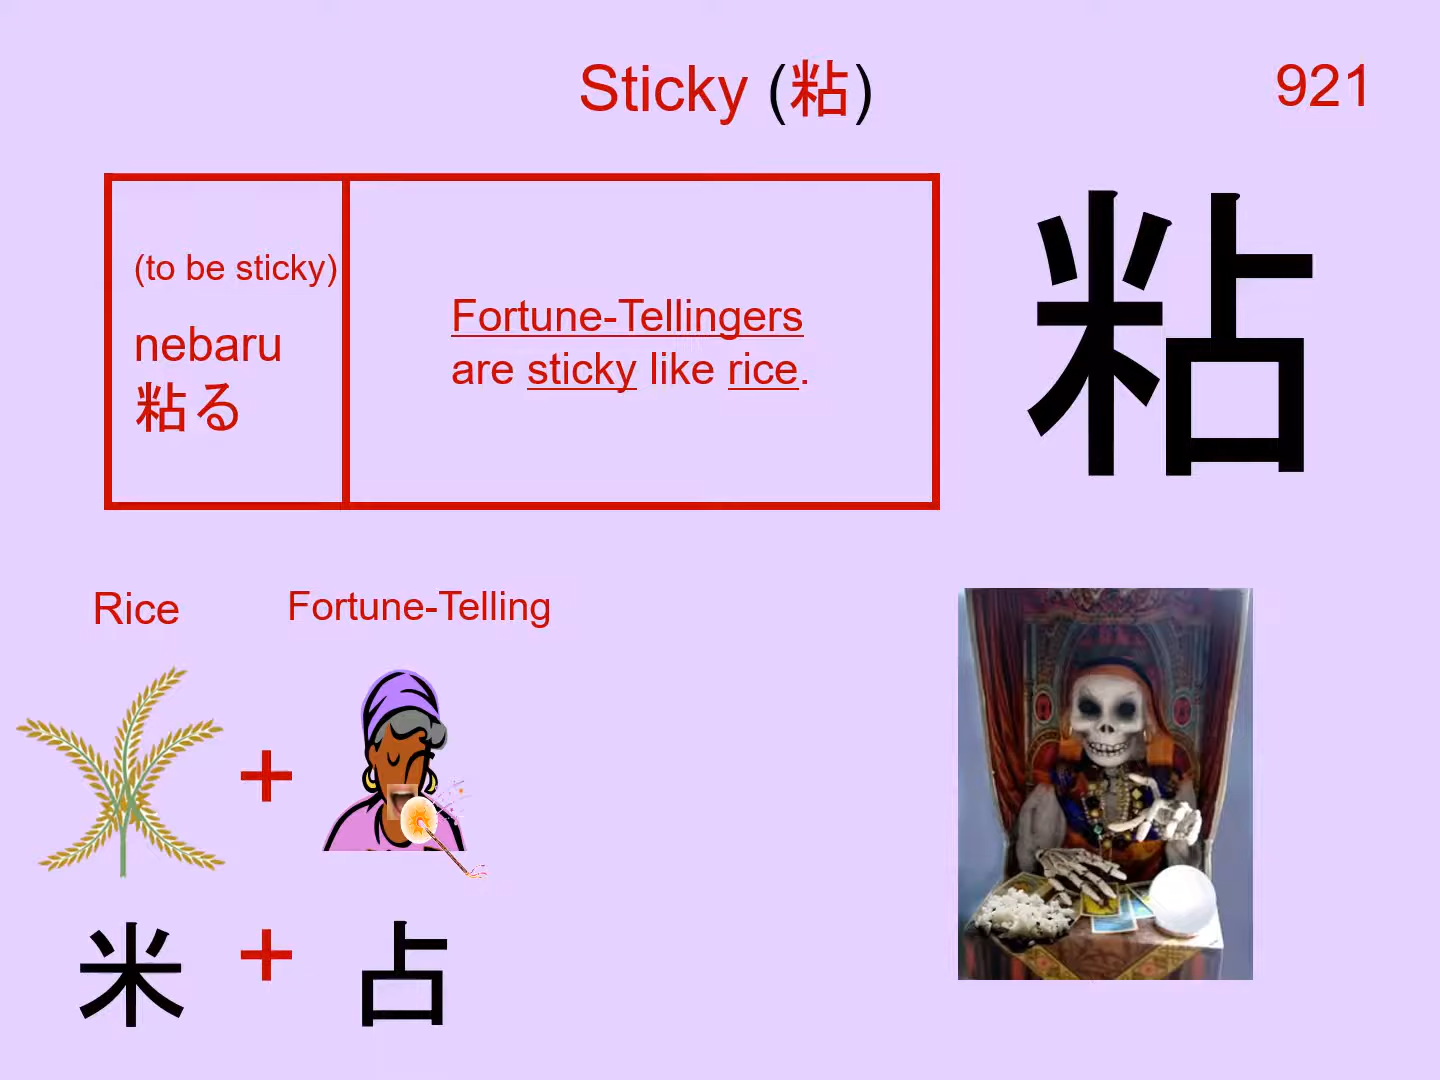 Sticky (粘)
921
(to be sticky)
nebaru
粘る
Fortune-Tellingers
are sticky like rice.
粘
Rice
Fortune-Telling
+
米 + 占